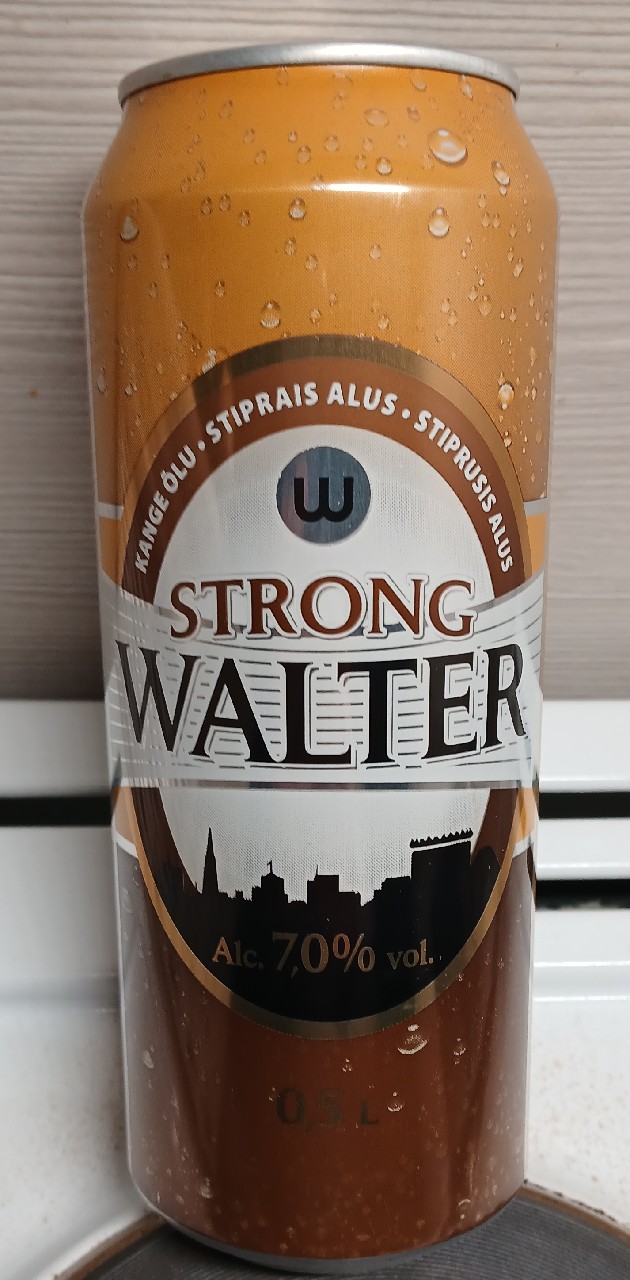 KANGE ÕLU • STIPRAIS ALUS • STIPRUSIS ALUS
W
STRONG
WALTER
Alc. 7,0% vol.
0,5 L